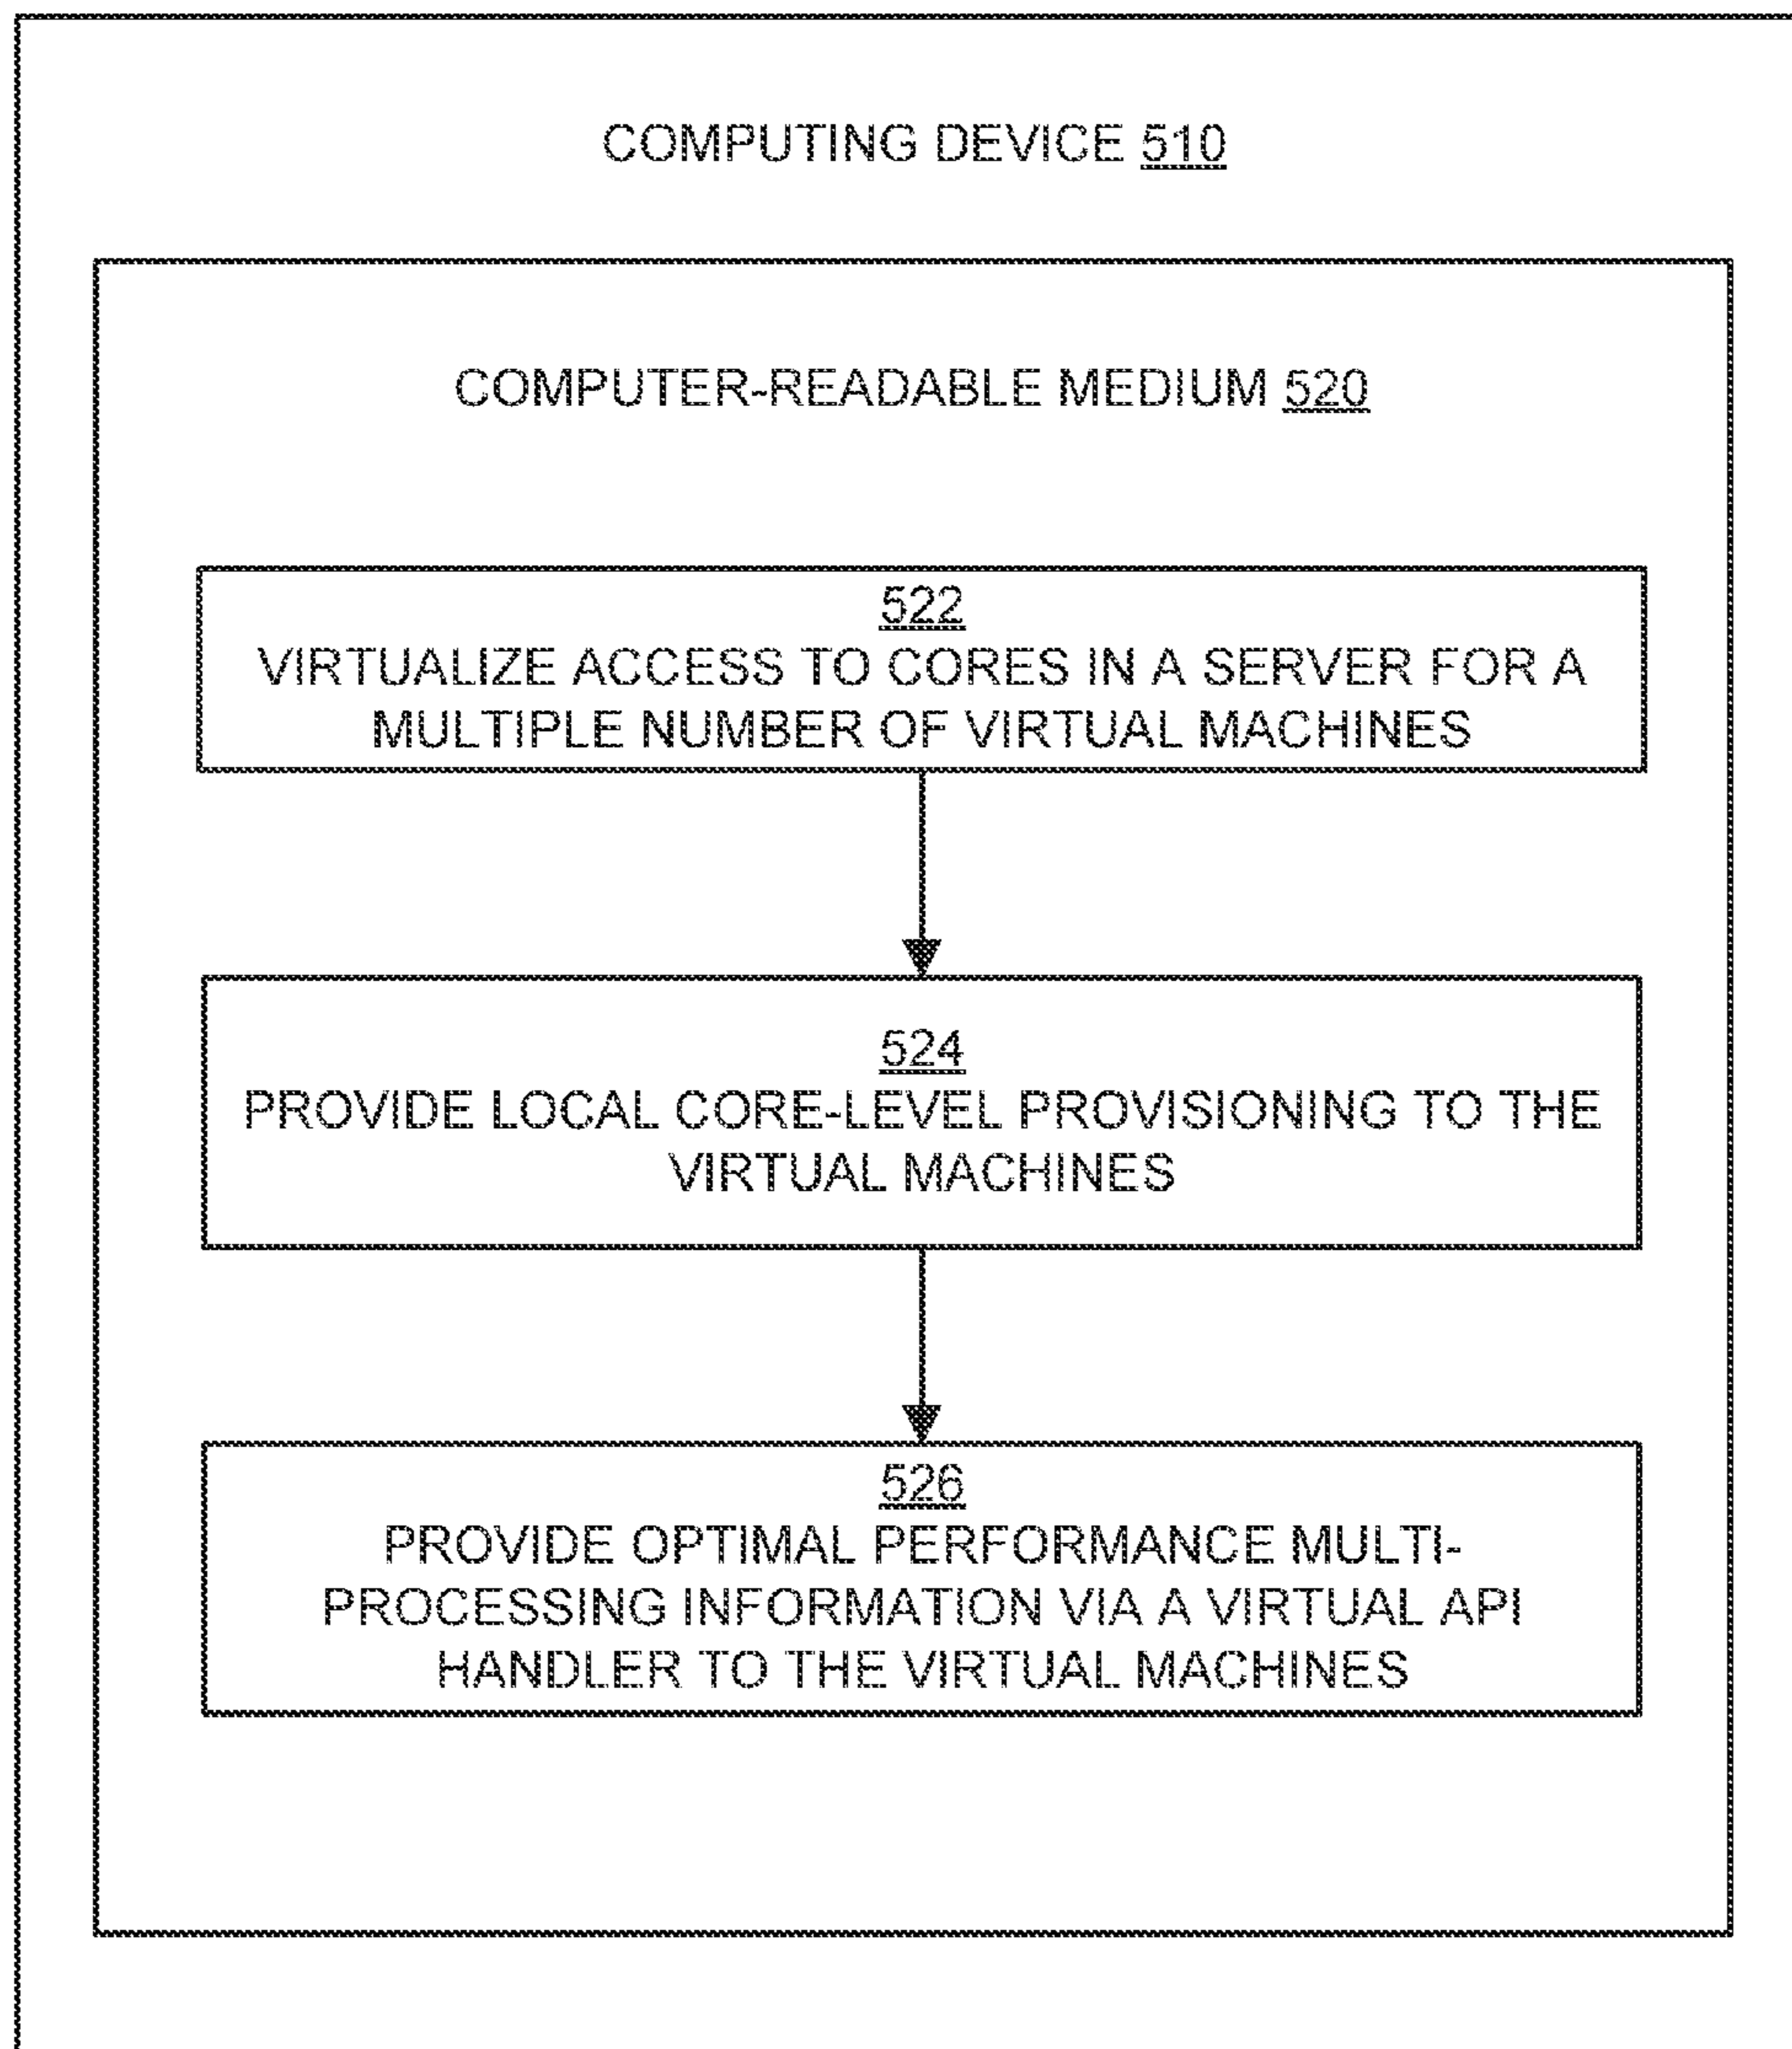 COMPUTING DEVICE 510
COMPUTER-READABLE MEDIUM 520
522
VIRTUALIZE ACCESS TO CORES IN A SERVER FOR A
MULTIPLE NUMBER OF VIRTUAL MACHINES
524
PROVIDE LOCAL CORE-LEVEL PROVISIONING TO THE
VIRTUAL MACHINES
526
PROVIDE OPTIMAL PERFORMANCE MULTI-
PROCESSING INFORMATION VIA A VIRTUAL API
HANDLER TO THE VIRTUAL MACHINES